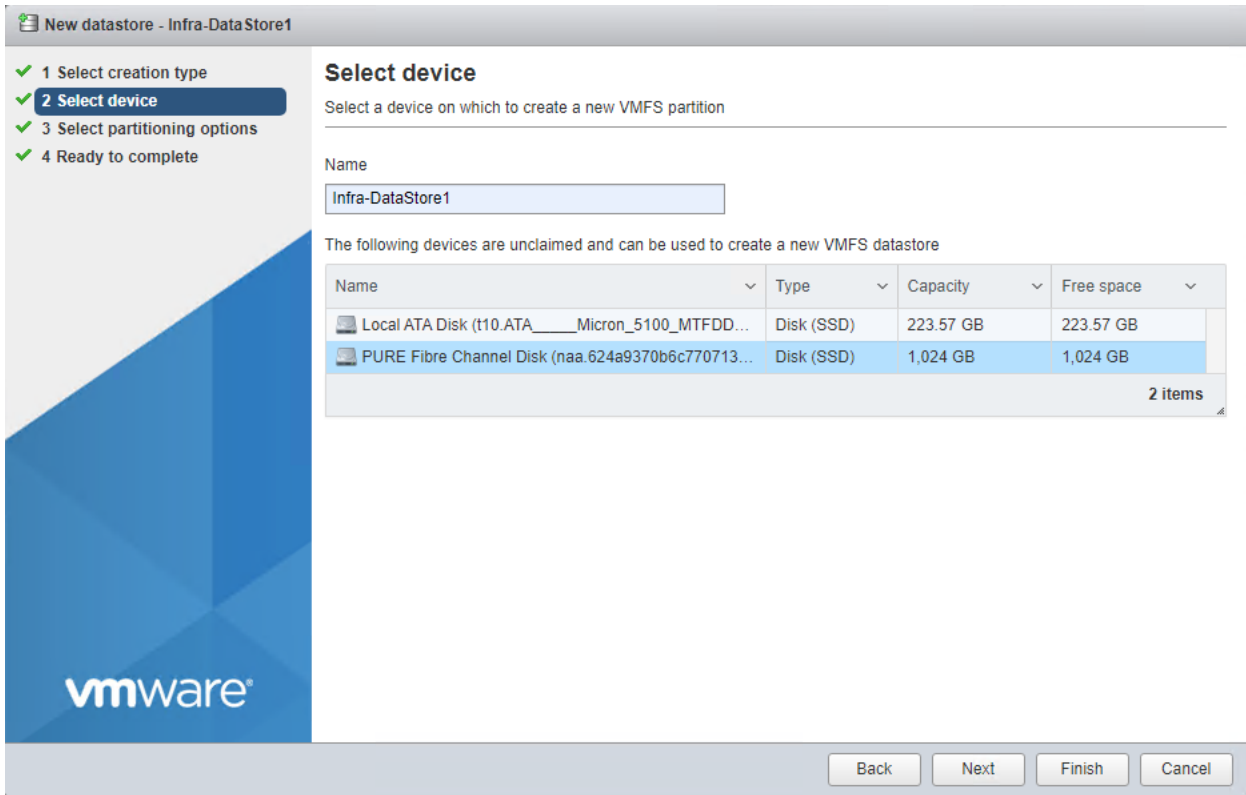 New datastore - Infra-DataStore1
1 Select creation type
2 Select device
3 Select partitioning options
4 Ready to complete
Select device
Select a device on which to create a new VMFS partition
Name
Infra-DataStore1
The following devices are unclaimed and can be used to create a new VMFS datastore
Name Type Capacity Free space
Local ATA Disk (t10.ATA_____Micron_5100_MTFDD... Disk (SSD) 223.57 GB 223.57 GB
PURE Fibre Channel Disk (naa.624a9370b6c770713... Disk (SSD) 1,024 GB 1,024 GB
2 items
vmware®
Back Next Finish Cancel